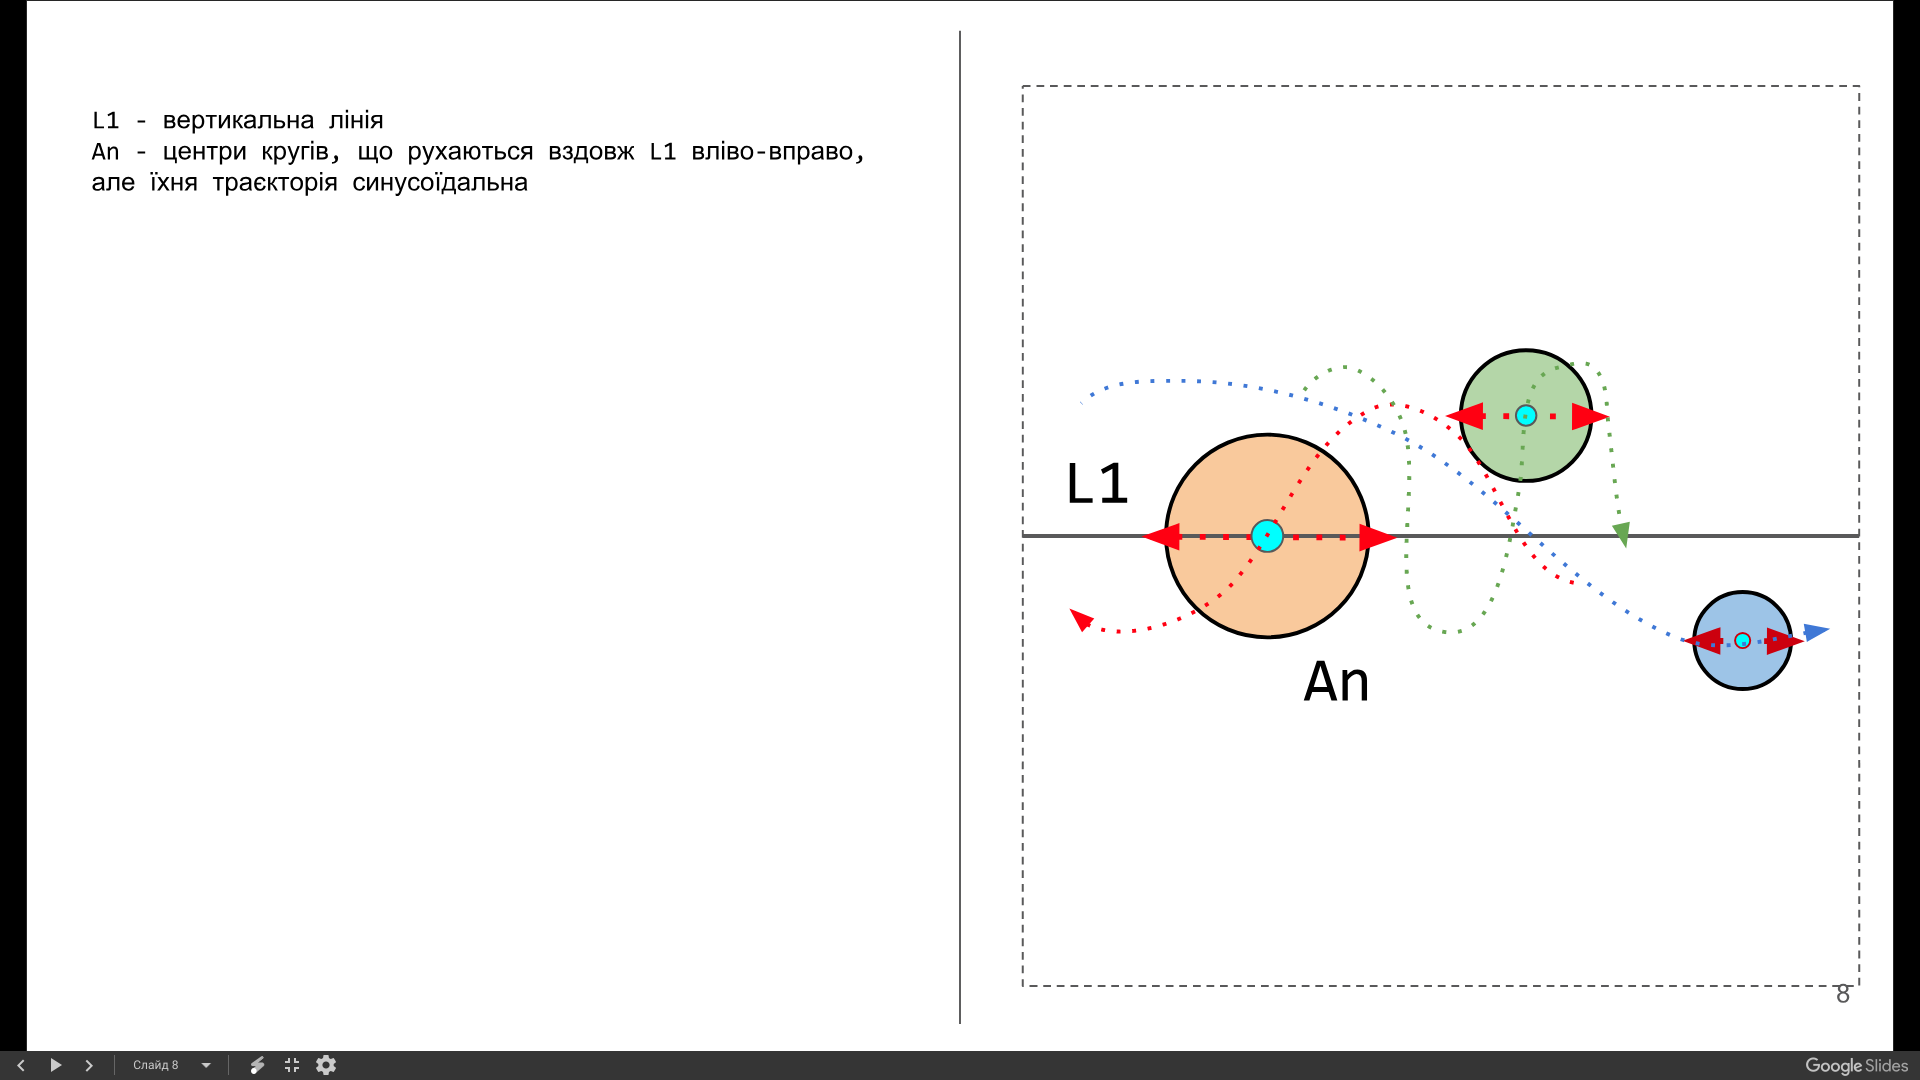 L1 - вертикальна лінія
An - центри кругів, що рухаються вздовж L1 вліво-вправо,
але їхня траєкторія синусоїдальна
L1
An
8
Слайд 8
Google Slides